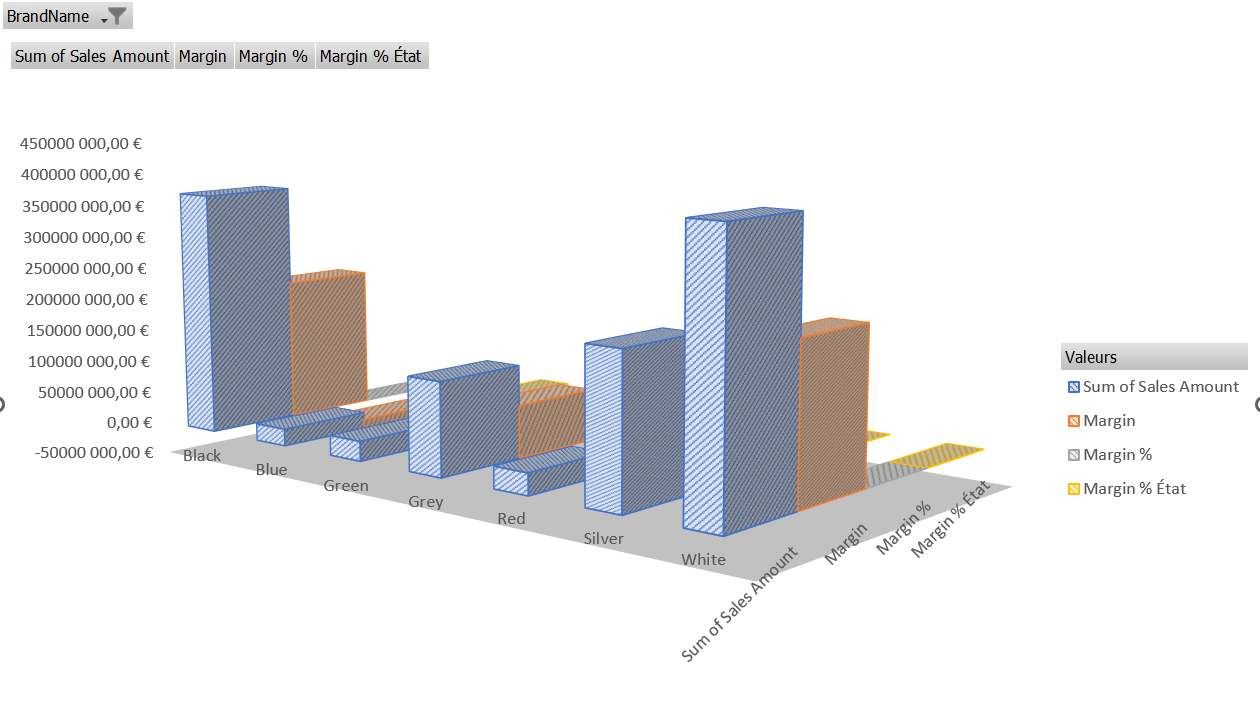 BrandName
Sum of Sales Amount Margin Margin % Margin % État
450000 000,00 €
400000 000,00 €
350000 000,00 €
300000 000,00 €
250000 000,00 €
200000 000,00 €
150000 000,00 €
100000 000,00 €
50000 000,00 €
0,00 €
-50000 000,00 €
Black
Blue
Green
Grey
Red
Silver
White
Sum of Sales Amount
Margin
Margin %
Margin % État
Valeurs
Sum of Sales Amount
Margin
Margin %
Margin % État